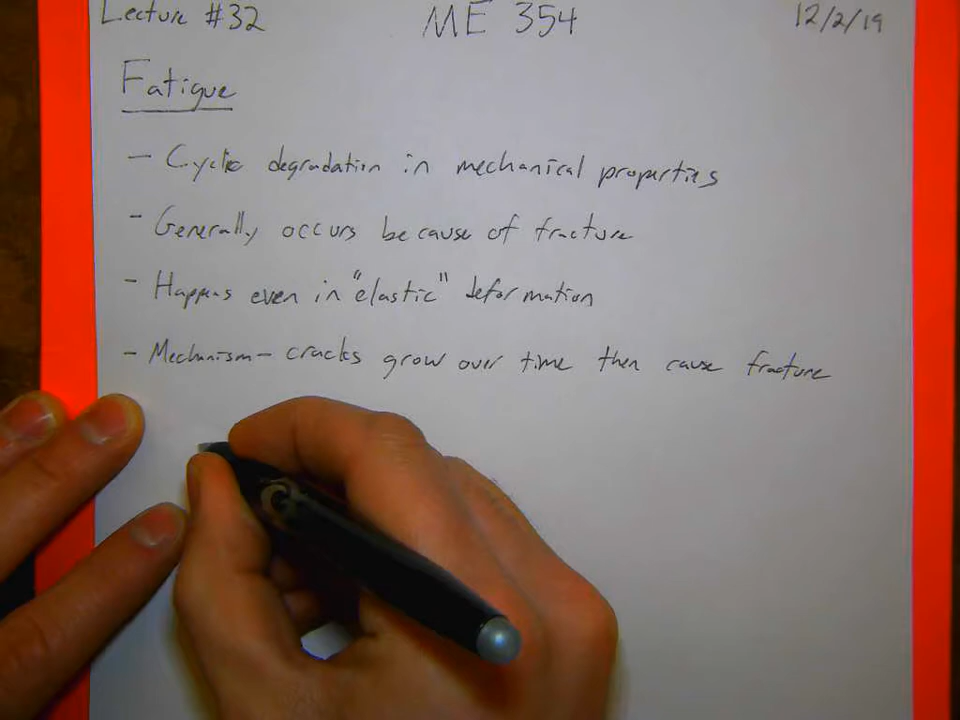 Lecture #32 ME 354 12/2/19
Fatigue
- Cyclic degradation in mechanical properties
- Generally occurs because of fracture
- Happens even in "elastic" deformation
- Mechanism - cracks grow over time then cause fracture